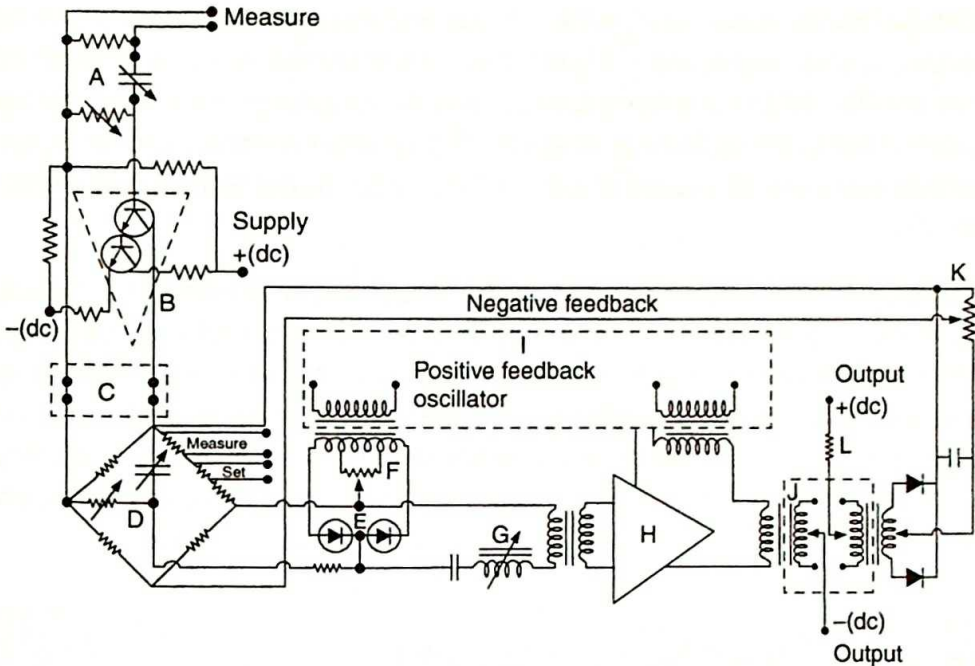 Measure
A
Supply
+(dc)
B
−(dc)
K
Negative feedback
C
I
Positive feedback
oscillator
Output
+(dc)
Measure
Set
F
L
D
E
G
H
J
−(dc)
Output